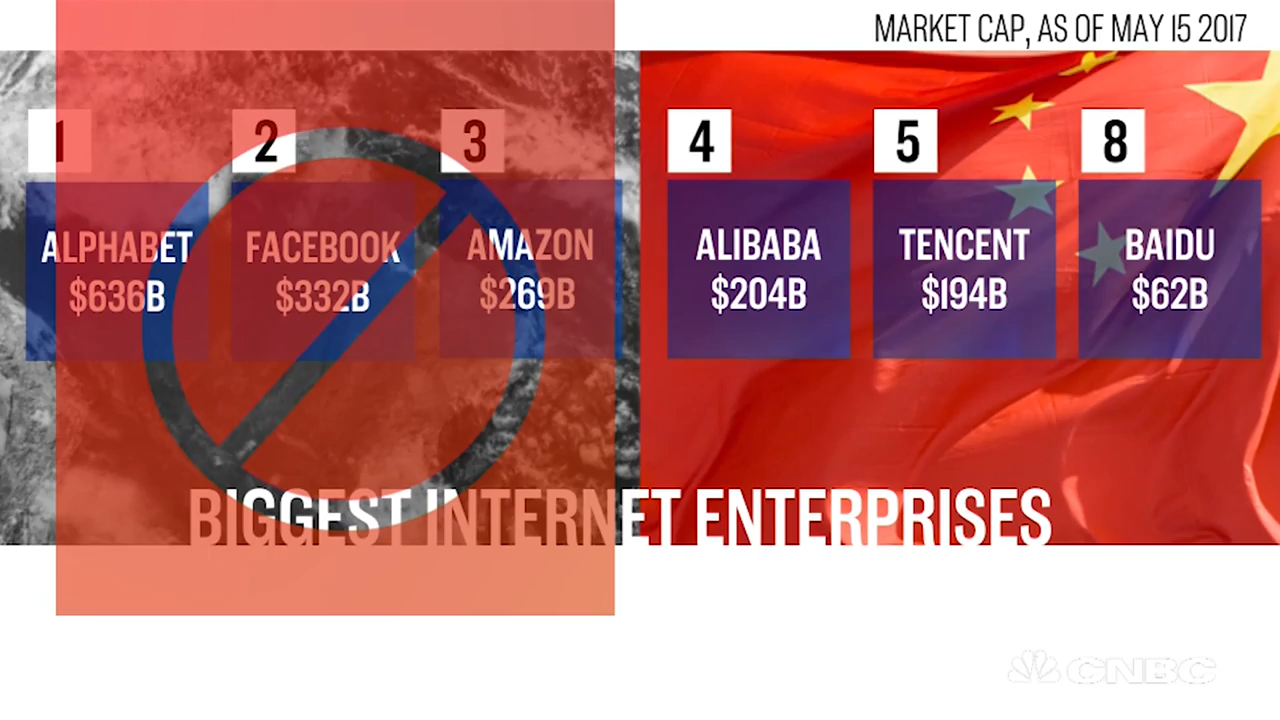 MARKET CAP, AS OF MAY 15 2017
1
2
3
4
5
8
ALPHABET
$636B
FACEBOOK
$332B
AMAZON
$269B
ALIBABA
$204B
TENCENT
$194B
BAIDU
$62B
BIGGEST INTERNET ENTERPRISES
CNBC